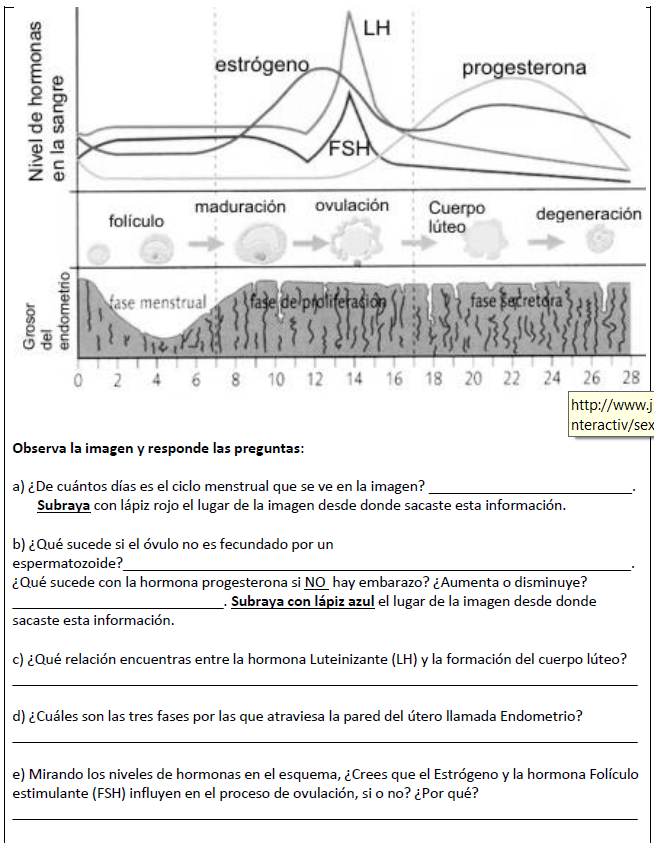 LH
estrógeno
progesterona
Nivel de hormonas
en la sangre
FSH
folículo
maduración
ovulación
Cuerpo
lúteo
degeneración
Grosor
del
endometrio
fase menstrual
fase de proliferación
fase secretora
0 2 4 6 8 10 12 14 16 18 20 22 24 26 28
http://www.j
nteractiv/sex
Observa la imagen y responde las preguntas:
a) ¿De cuántos días es el ciclo menstrual que se ve en la imagen? ____________________________.
Subraya con lápiz rojo el lugar de la imagen desde donde sacaste esta información.
b) ¿Qué sucede si el óvulo no es fecundado por un
espermatozoide?______________________________________________________________________.
¿Qué sucede con la hormona progesterona si NO hay embarazo? ¿Aumenta o disminuye?
_____________________________. Subraya con lápiz azul el lugar de la imagen desde donde
sacaste esta información.
c) ¿Qué relación encuentras entre la hormona Luteinizante (LH) y la formación del cuerpo lúteo?
d) ¿Cuáles son las tres fases por las que atraviesa la pared del útero llamada Endometrio?
e) Mirando los niveles de hormonas en el esquema, ¿Crees que el Estrógeno y la hormona Folículo
estimulante (FSH) influyen en el proceso de ovulación, si o no? ¿Por qué?